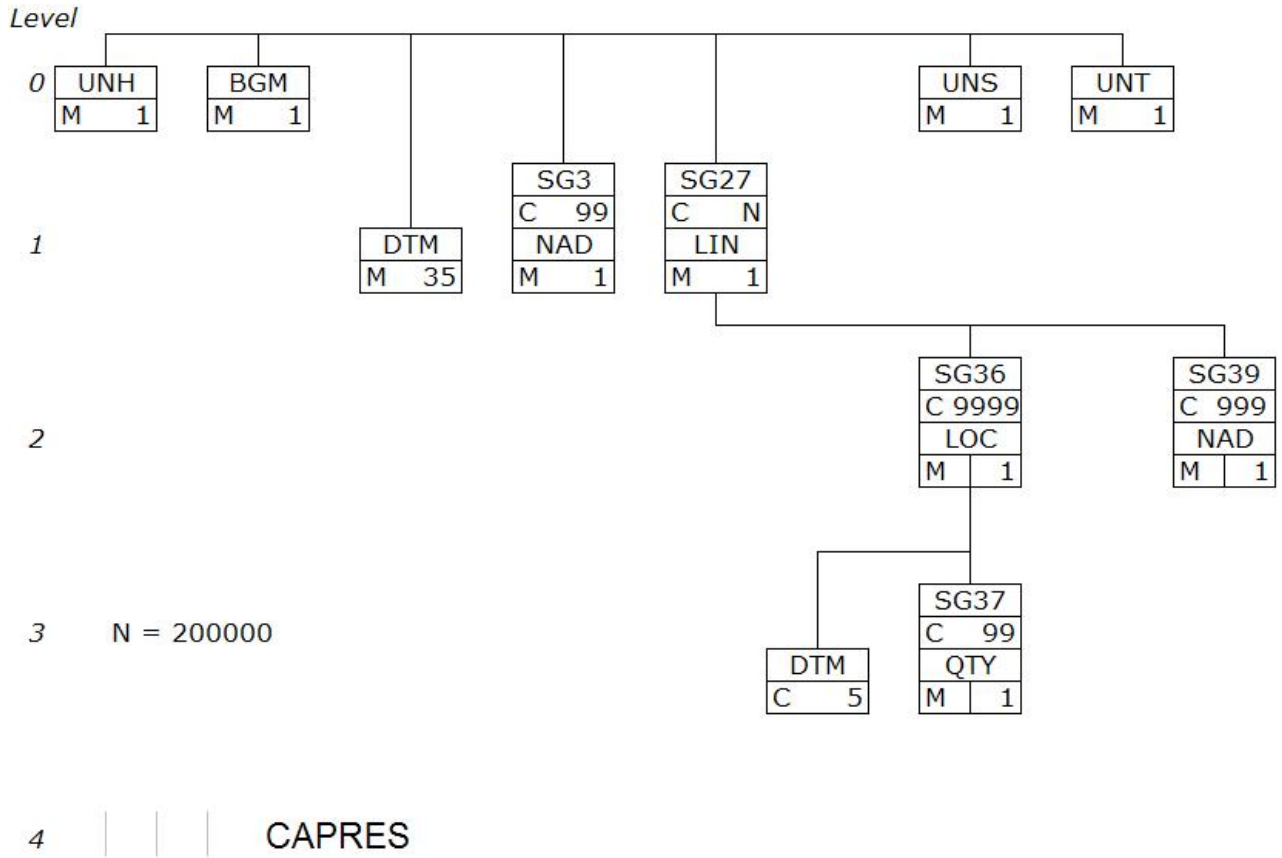 Level
0 UNH BGM UNS UNT
M 1 M 1 M 1 M 1
SG3 SG27
C 99 C N
1 DTM NAD LIN
M 35 M 1 M 1
SG36 SG39
C 9999 C 999
2 LOC NAD
M 1 M 1
SG37
3 N = 200000 C 99
DTM QTY
C 5 M 1
4 CAPRES